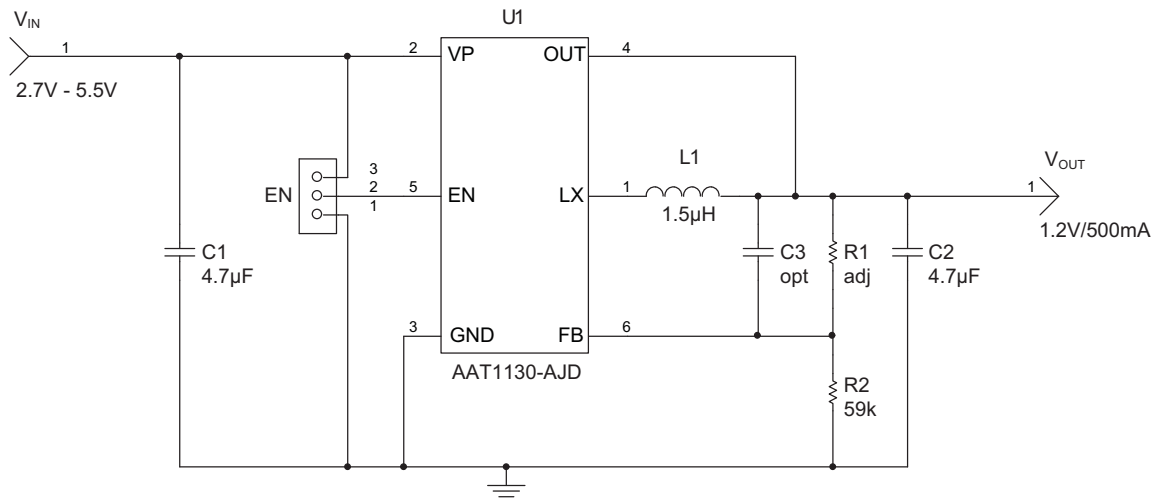 V_IN
1
2.7V - 5.5V
U1
2
VP
OUT
4
EN
3
2
1
5
EN
LX
1
L1
1.5µH
V_OUT
1
1.2V/500mA
C1
4.7µF
C3
opt
R1
adj
C2
4.7µF
3
GND
FB
6
AAT1130-AJD
R2
59k